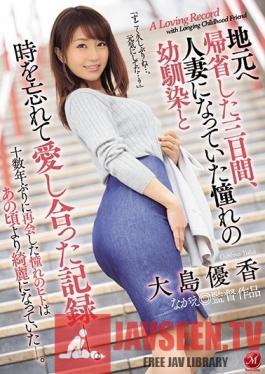 A Loving Record
with Longing Childhood Friend
地元へ
帰省した三日間、
人妻になっていた憧れの
幼馴染と
時を忘れて愛し合った記録
十数年ぶりに再会した憧れのヒトは
あの頃より綺麗になっていた―。
大島優香
監督作品
JAVSEEN.TV
FREE JAV LIBRARY